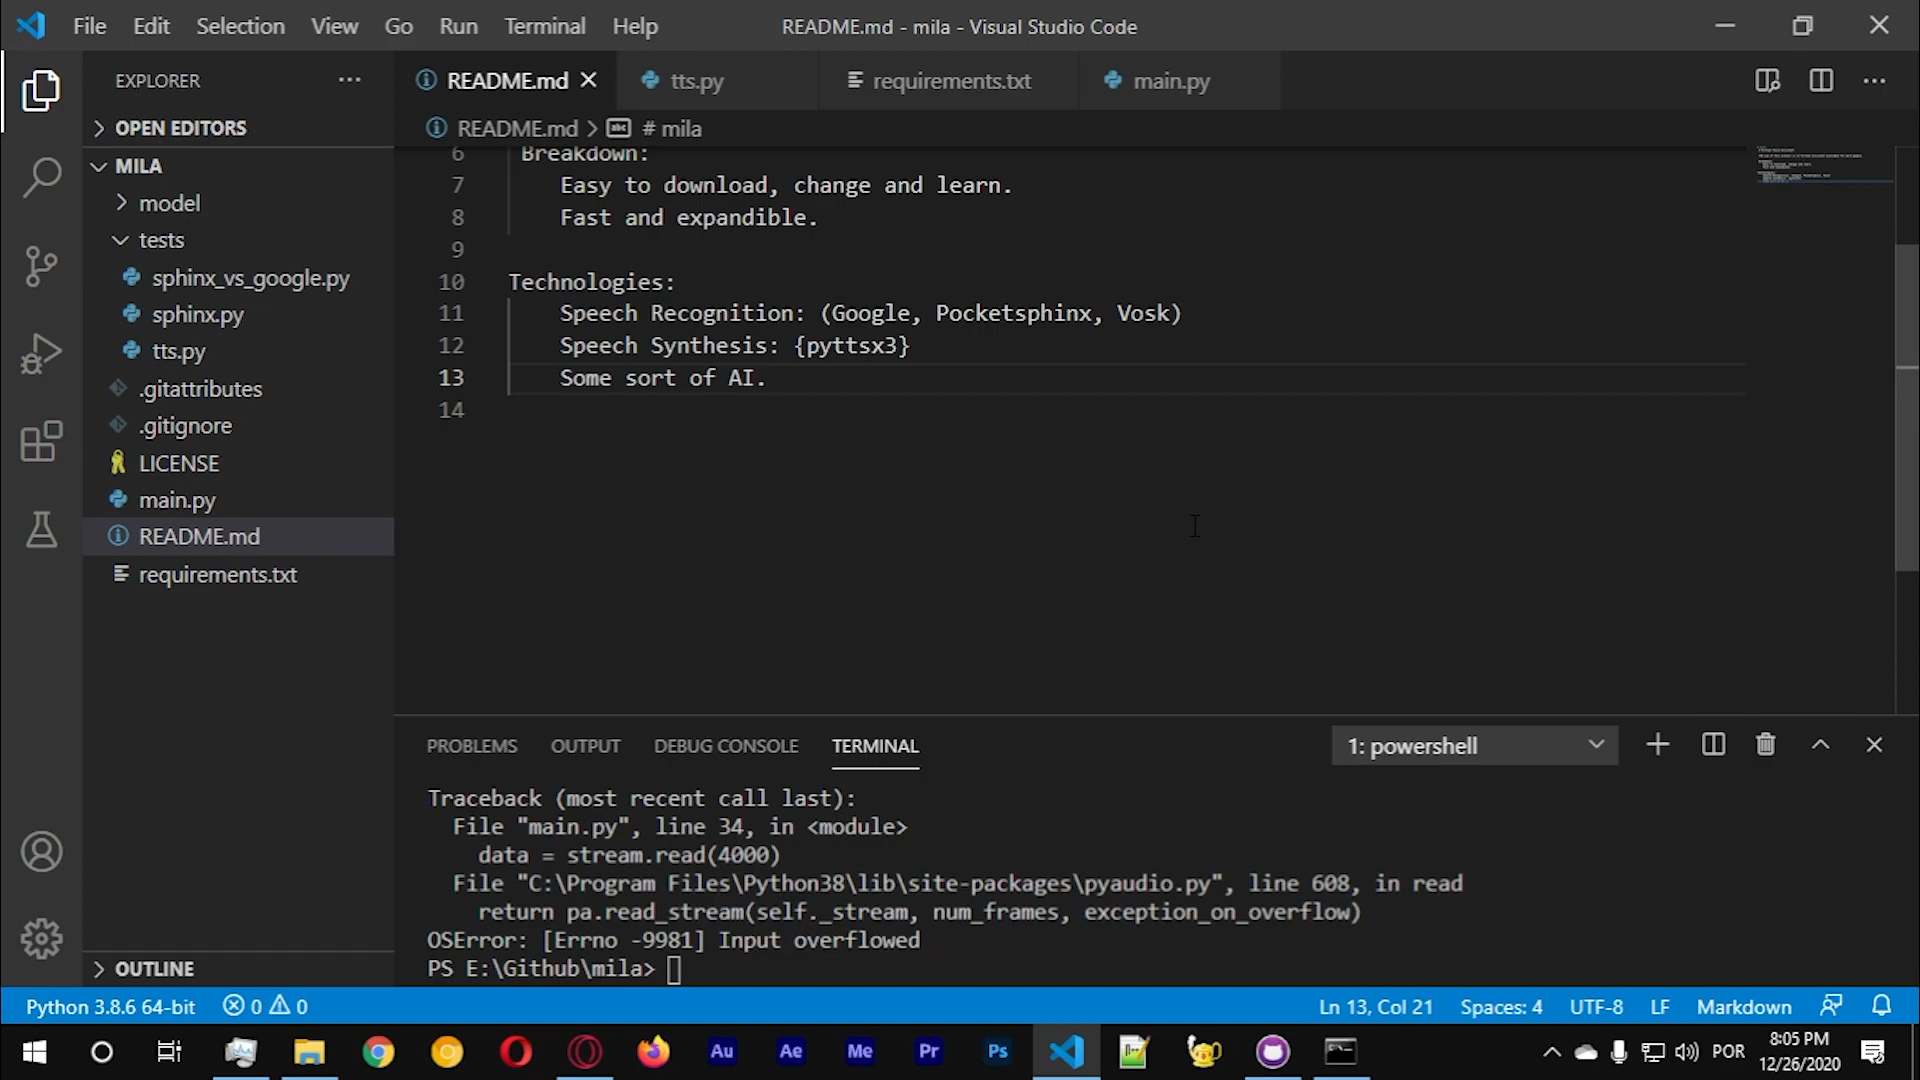 File Edit Selection View Go Run Terminal Help
README.md - mila - Visual Studio Code
EXPLORER
README.md
tts.py
requirements.txt
main.py
OPEN EDITORS
README.md > # mila
MILA
model
tests
sphinx_vs_google.py
sphinx.py
tts.py
.gitattributes
.gitignore
LICENSE
main.py
README.md
requirements.txt
OUTLINE
6 Breakdown:
7 Easy to download, change and learn.
8 Fast and expandible.
9
10 Technologies:
11 Speech Recognition: (Google, Pocketsphinx, Vosk)
12 Speech Synthesis: {pyttsx3}
13 Some sort of AI.
14
PROBLEMS OUTPUT DEBUG CONSOLE TERMINAL
1: powershell
Traceback (most recent call last):
File "main.py", line 34, in <module>
data = stream.read(4000)
File "C:\Program Files\Python38\lib\site-packages\pyaudio.py", line 608, in read
return pa.read_stream(self._stream, num_frames, exception_on_overflow)
OSError: [Errno -9981] Input overflowed
PS E:\Github\mila>
Python 3.8.6 64-bit 0 0
Ln 13, Col 21 Spaces: 4 UTF-8 LF Markdown
Au Ae Me Pr Ps
POR
8:05 PM
12/26/2020